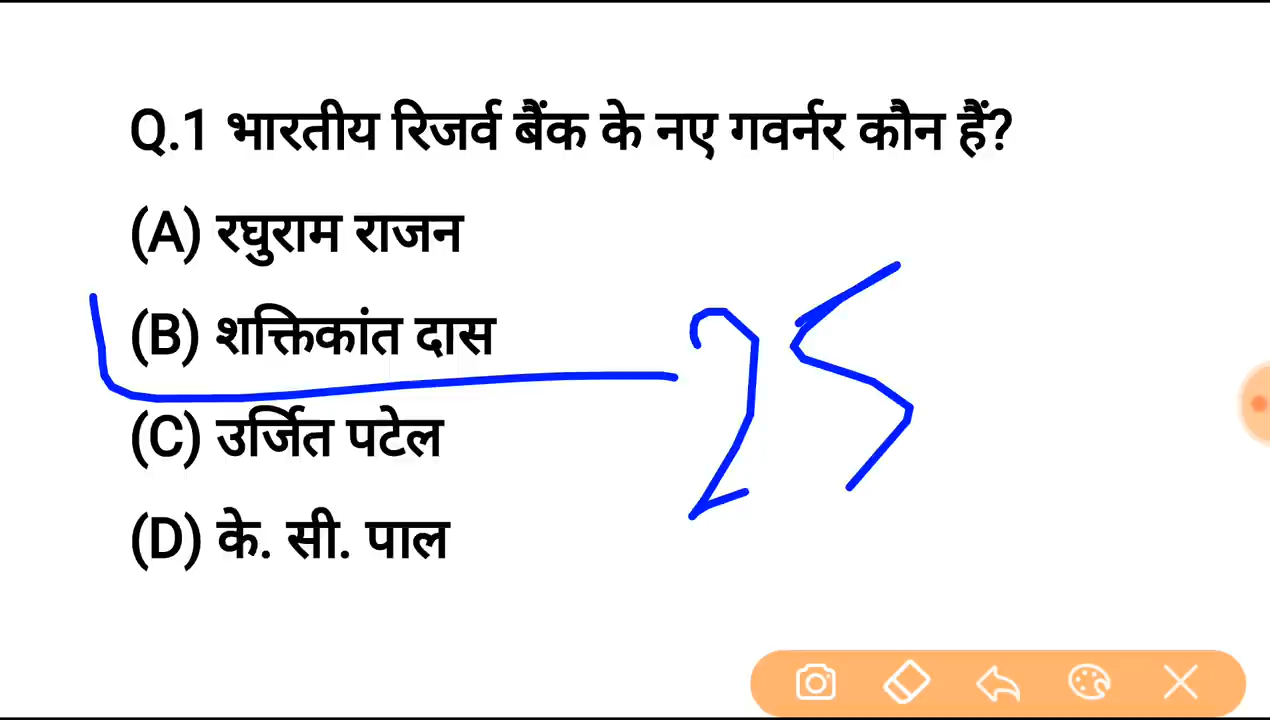 Q.1 भारतीय रिजर्व बैंक के नए गवर्नर कौन हैं?
(A) रघुराम राजन
(B) शक्तिकांत दास
25
(C) उर्जित पटेल
(D) के. सी. पाल